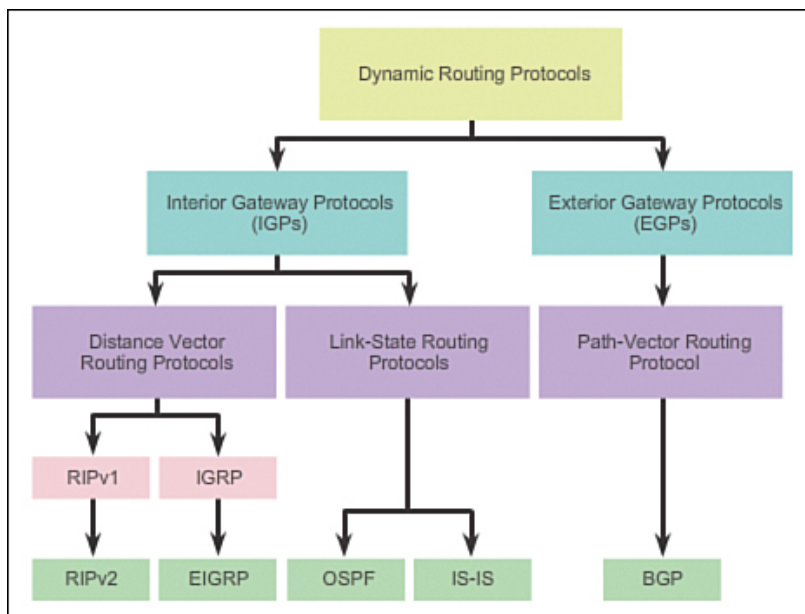 Dynamic Routing Protocols
Interior Gateway Protocols
(IGPs)
Exterior Gateway Protocols
(EGPs)
Distance Vector
Routing Protocols
Link-State Routing
Protocols
Path-Vector Routing
Protocol
RIPv1
IGRP
RIPv2
EIGRP
OSPF
IS-IS
BGP